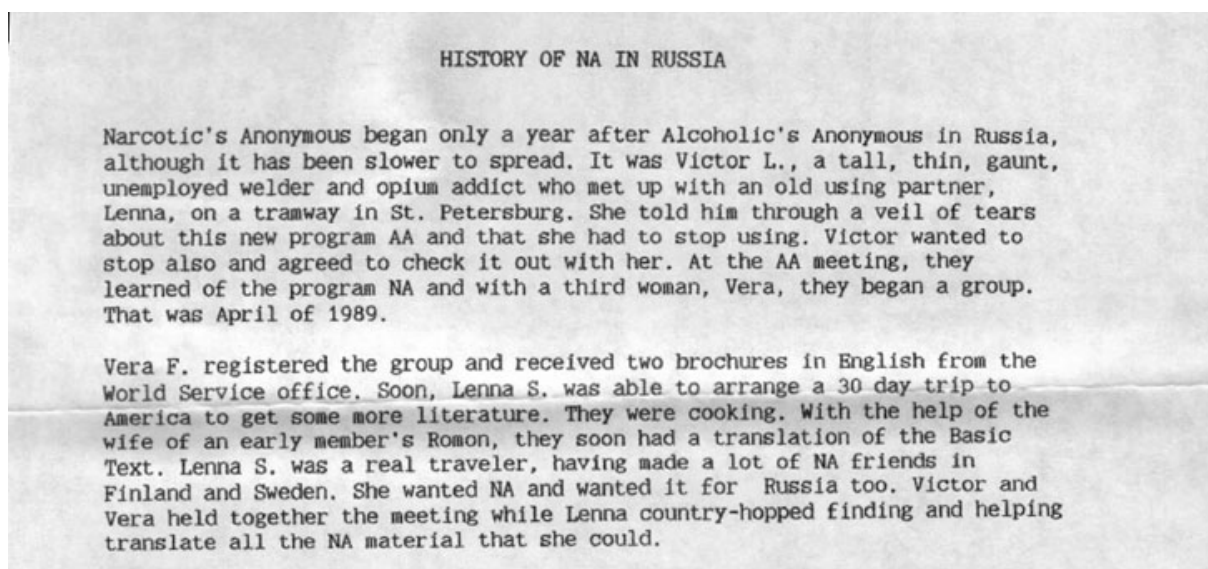 HISTORY OF NA IN RUSSIA
Narcotic's Anonymous began only a year after Alcoholic's Anonymous in Russia,
although it has been slower to spread. It was Victor L., a tall, thin, gaunt,
unemployed welder and opium addict who met up with an old using partner,
Lenna, on a tramway in St. Petersburg. She told him through a veil of tears
about this new program AA and that she had to stop using. Victor wanted to
stop also and agreed to check it out with her. At the AA meeting, they
learned of the program NA and with a third woman, Vera, they began a group.
That was April of 1989.
Vera F. registered the group and received two brochures in English from the
World Service office. Soon, Lenna S. was able to arrange a 30 day trip to
America to get some more literature. They were cooking. With the help of the
wife of an early member's Romon, they soon had a translation of the Basic
Text. Lenna S. was a real traveler, having made a lot of NA friends in
Finland and Sweden. She wanted NA and wanted it for  Russia too. Victor and
Vera held together the meeting while Lenna country-hopped finding and helping
translate all the NA material that she could.